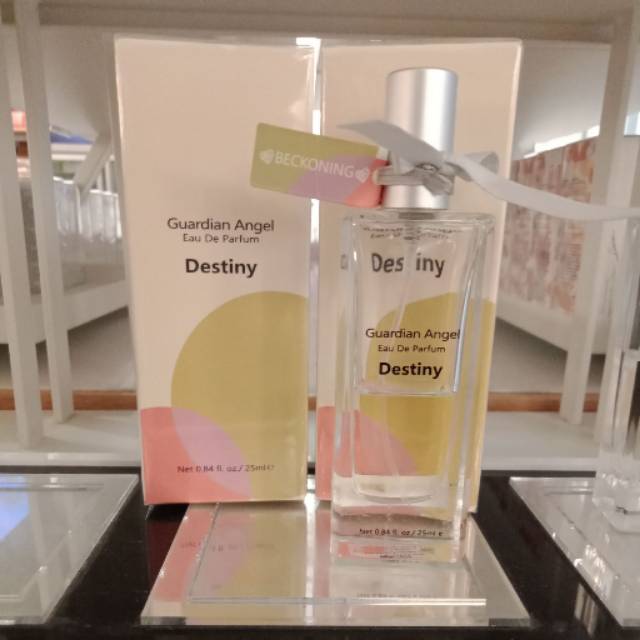 Guardian Angel
Eau De Parfum
Destiny
Net 0.84 fl. oz / 25ml e
BECKONING
Destiny
Guardian Angel
Eau De Parfum
Destiny
Net 0.84 fl. oz / 25ml e